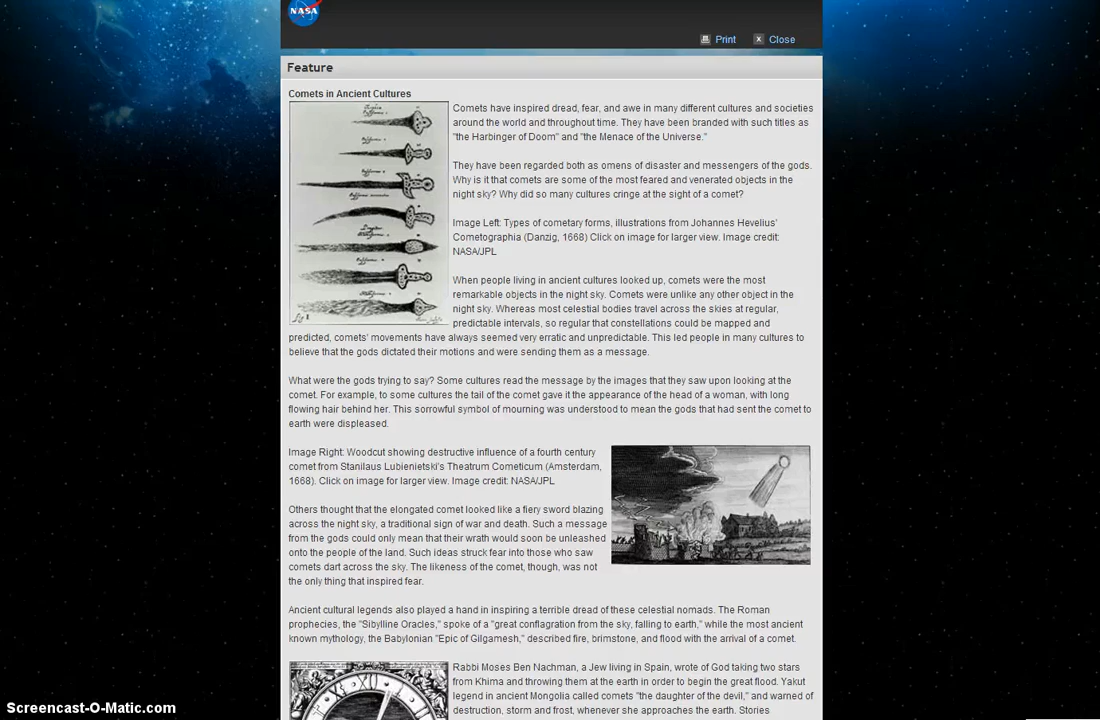 NASA
Print
Close
Feature
Comets in Ancient Cultures
Comets have inspired dread, fear, and awe in many different cultures and societies
around the world and throughout time. They have been branded with such titles as
"the Harbinger of Doom" and "the Menace of the Universe."
They have been regarded both as omens of disaster and messengers of the gods.
Why is it that comets are some of the most feared and venerated objects in the
night sky? Why did so many cultures cringe at the sight of a comet?
Image Left: Types of cometary forms, illustrations from Johannes Hevelius'
Cometographia (Danzig, 1668) Click on image for larger view. Image credit:
NASA/JPL
When people living in ancient cultures looked up, comets were the most
remarkable objects in the night sky. Comets were unlike any other object in the
night sky. Whereas most celestial bodies travel across the skies at regular,
predictable intervals, so regular that constellations could be mapped and
predicted, comets' movements have always seemed very erratic and unpredictable. This led people in many cultures to
believe that the gods dictated their motions and were sending them as a message.
What were the gods trying to say? Some cultures read the message by the images that they saw upon looking at the
comet. For example, to some cultures the tail of the comet gave it the appearance of the head of a woman, with long
flowing hair behind her. This sorrowful symbol of mourning was understood to mean the gods that had sent the comet to
earth were displeased.
Image Right: Woodcut showing destructive influence of a fourth century
comet from Stanilaus Lubienietski's Theatrum Cometicum (Amsterdam,
1668). Click on image for larger view. Image credit: NASA/JPL
Others thought that the elongated comet looked like a fiery sword blazing
across the night sky, a traditional sign of war and death. Such a message
from the gods could only mean that their wrath would soon be unleashed
onto the people of the land. Such ideas struck fear into those who saw
comets dart across the sky. The likeness of the comet, though, was not
the only thing that inspired fear.
Ancient cultural legends also played a hand in inspiring a terrible dread of these celestial nomads. The Roman
prophecies, the "Sibylline Oracles," spoke of a "great conflagration from the sky, falling to earth," while the most ancient
known mythology, the Babylonian "Epic of Gilgamesh," described fire, brimstone, and flood with the arrival of a comet.
Rabbi Moses Ben Nachman, a Jew living in Spain, wrote of God taking two stars
from Khima and throwing them at the earth in order to begin the great flood. Yakut
legend in ancient Mongolia called comets "the daughter of the devil," and warned of
destruction, storm and frost, whenever she approaches the earth. Stories
Screencast-O-Matic.com